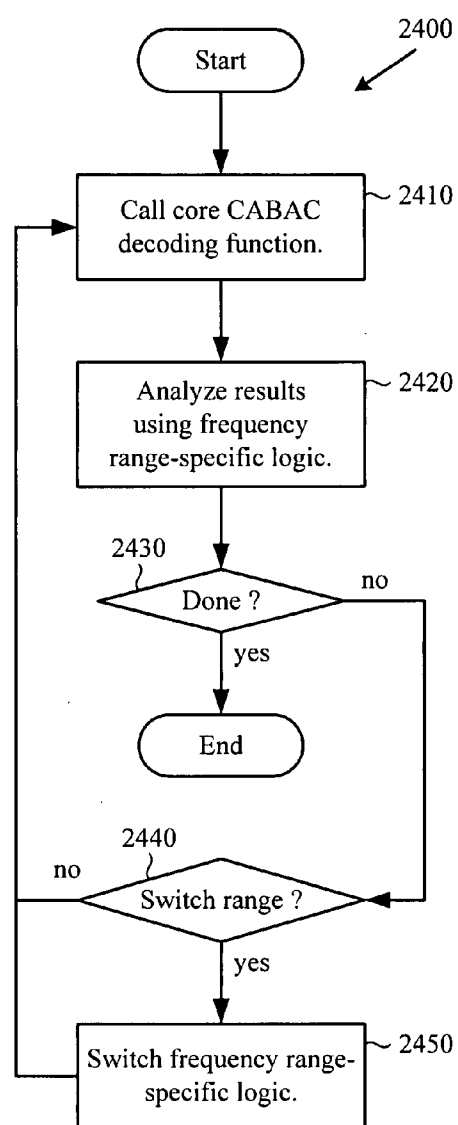 2400
Start
2410
Call core CABAC
decoding function.
2420
Analyze results
using frequency
range-specific logic.
2430
Done ?
no
yes
End
2440
no
Switch range ?
yes
2450
Switch frequency range-
specific logic.